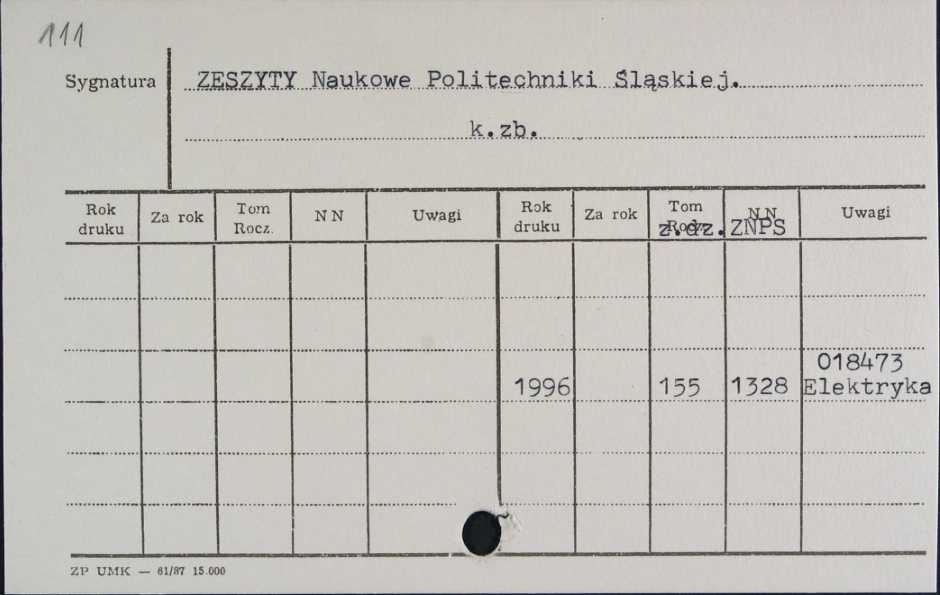 111
Sygnatura ZESZYTY Naukowe Politechniki Śląskiej.
k.zb.
Rok druku Za rok Tom Rocz. N N Uwagi Rok druku Za rok Tom Rocz. N N Uwagi
z.dz. ZNPS
018473
1996 155 1328 Elektryka
ZP UMK — 61/87 15.000